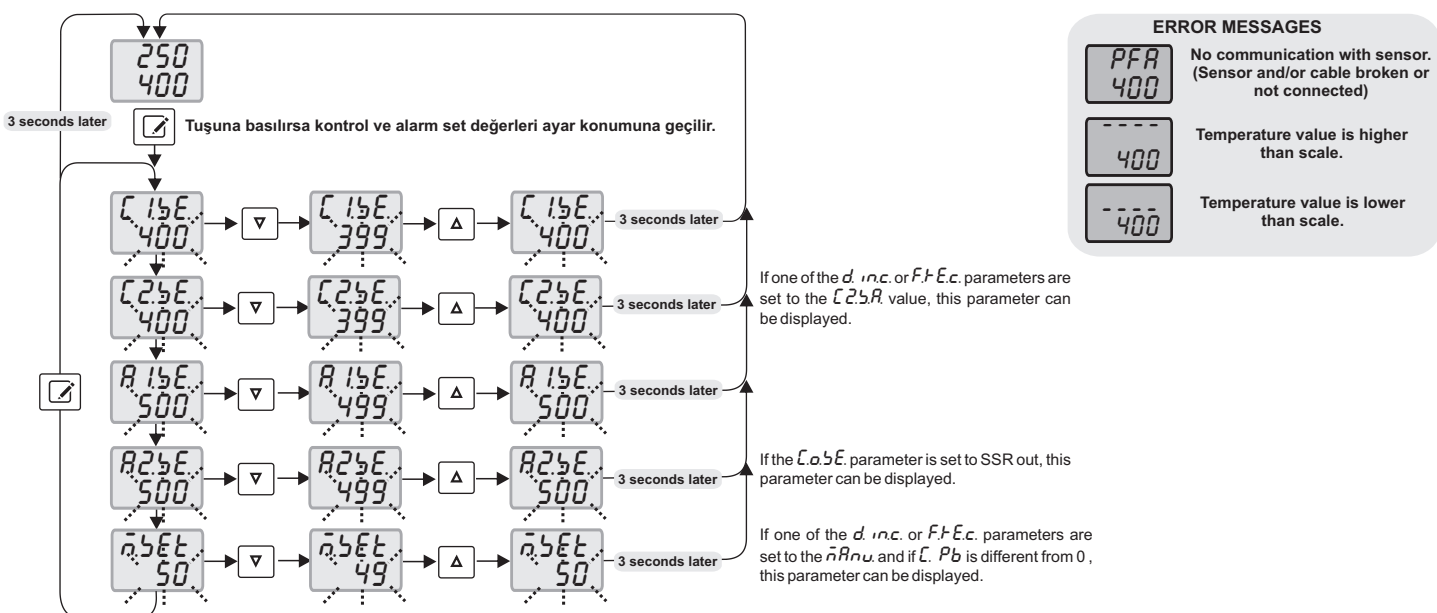 250
400
3 seconds later
Tuşuna basılırsa kontrol ve alarm set değerleri ayar konumuna geçilir.
C1.SE.
400
C1.SE.
399
C1.SE.
400
3 seconds later
C2.SE.
400
C2.SE.
399
C2.SE.
400
3 seconds later
If one of the d. in.c. or F.tE.c. parameters are
set to the C2.S.A. value, this parameter can
be displayed.
A1.SE.
500
A1.SE.
499
A1.SE.
500
3 seconds later
A2.SE.
500
A2.SE.
499
A2.SE.
500
3 seconds later
If the C.o.SE. parameter is set to SSR out, this
parameter can be displayed.
m.SEt
50
m.SEt
49
m.SEt
50
3 seconds later
If one of the d. in.c. or F.tE.c. parameters are
set to the mAnu. and if C. Pb is different from 0 ,
this parameter can be displayed.
ERROR MESSAGES
PFA
400
No communication with sensor.
(Sensor and/or cable broken or
not connected)
----
400
Temperature value is higher
than scale.
----
400
Temperature value is lower
than scale.